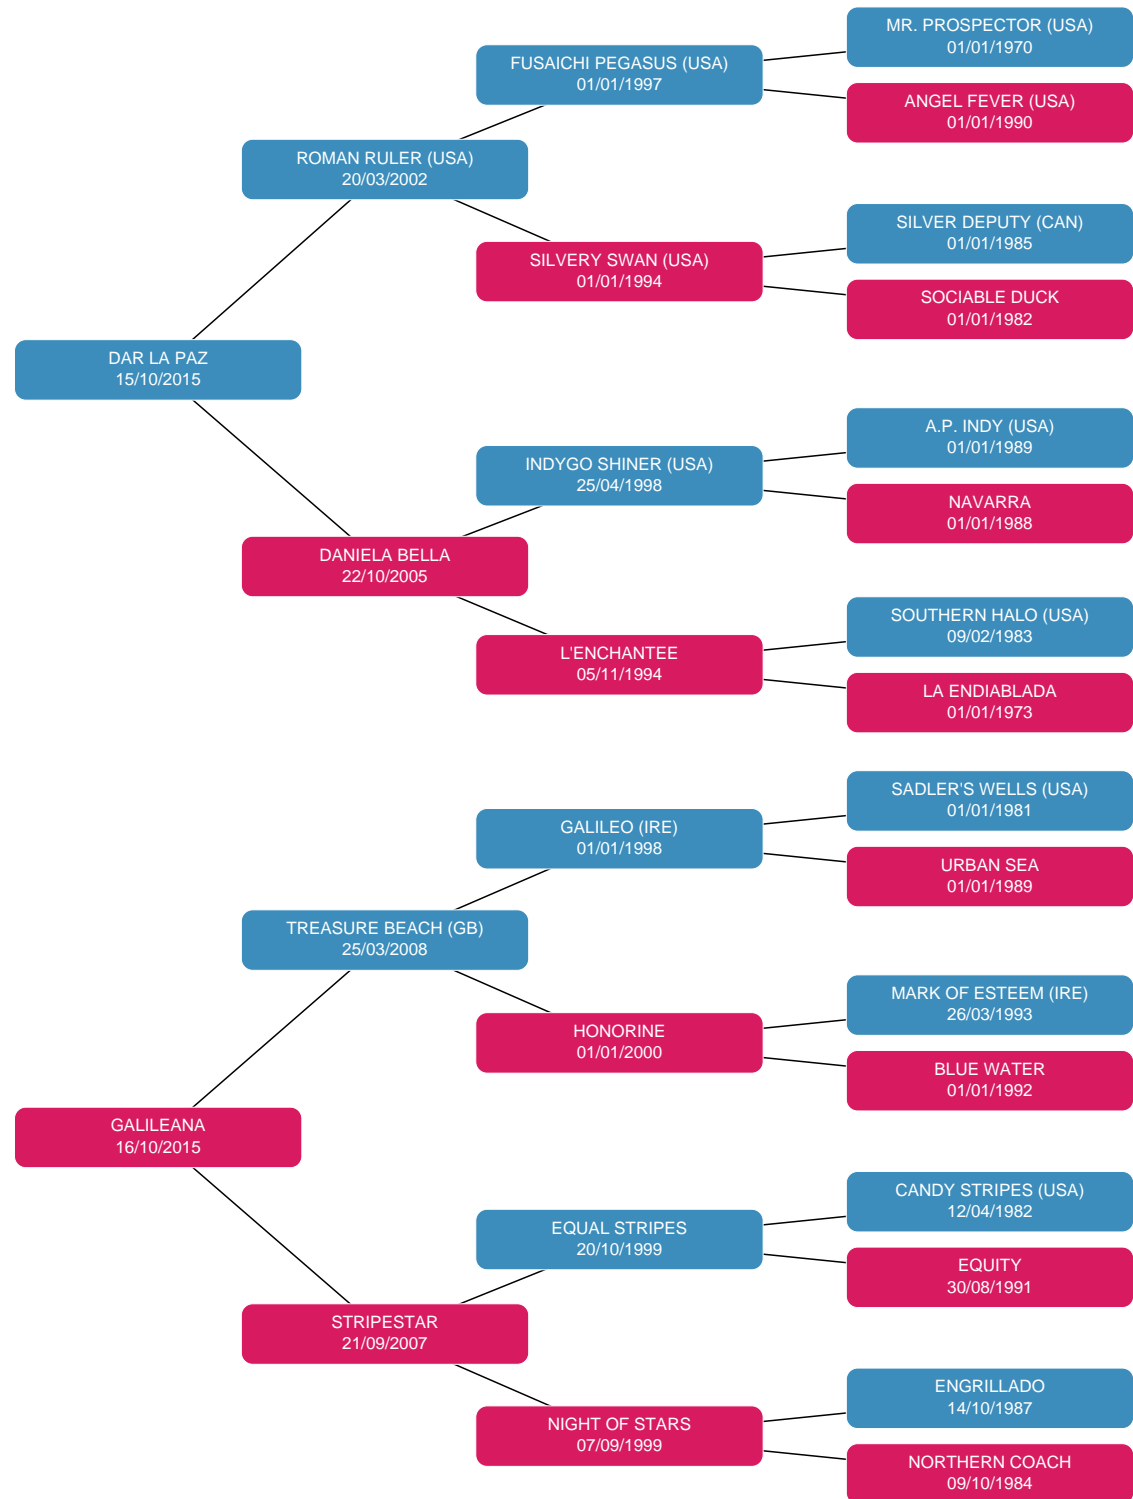 MR. PROSPECTOR (USA)
01/01/1970
FUSAICHI PEGASUS (USA)
01/01/1997
ANGEL FEVER (USA)
01/01/1990
ROMAN RULER (USA)
20/03/2002
SILVER DEPUTY (CAN)
01/01/1985
SILVERY SWAN (USA)
01/01/1994
SOCIABLE DUCK
01/01/1982
DAR LA PAZ
15/10/2015
A.P. INDY (USA)
01/01/1989
INDYGO SHINER (USA)
25/04/1998
NAVARRA
01/01/1988
DANIELA BELLA
22/10/2005
SOUTHERN HALO (USA)
09/02/1983
L'ENCHANTEE
05/11/1994
LA ENDIABLADA
01/01/1973
SADLER'S WELLS (USA)
01/01/1981
GALILEO (IRE)
01/01/1998
URBAN SEA
01/01/1989
TREASURE BEACH (GB)
25/03/2008
MARK OF ESTEEM (IRE)
26/03/1993
HONORINE
01/01/2000
BLUE WATER
01/01/1992
GALILEANA
16/10/2015
CANDY STRIPES (USA)
12/04/1982
EQUAL STRIPES
20/10/1999
EQUITY
30/08/1991
STRIPESTAR
21/09/2007
ENGRILLADO
14/10/1987
NIGHT OF STARS
07/09/1999
NORTHERN COACH
09/10/1984